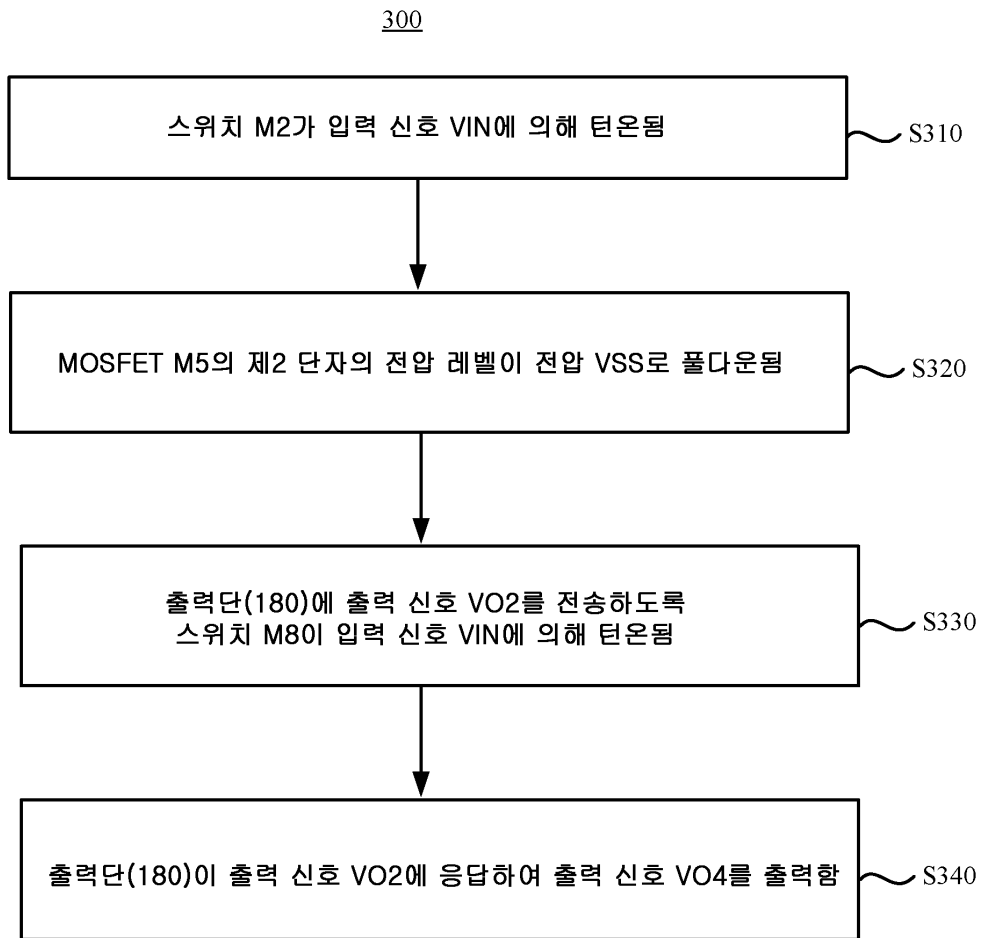 300
스위치 M2가 입력 신호 VIN에 의해 턴온됨
S310
MOSFET M5의 제2 단자의 전압 레벨이 전압 VSS로 풀다운됨
S320
출력단(180)에 출력 신호 VO2를 전송하도록
스위치 M8이 입력 신호 VIN에 의해 턴온됨
S330
출력단(180)이 출력 신호 VO2에 응답하여 출력 신호 VO4를 출력함
S340